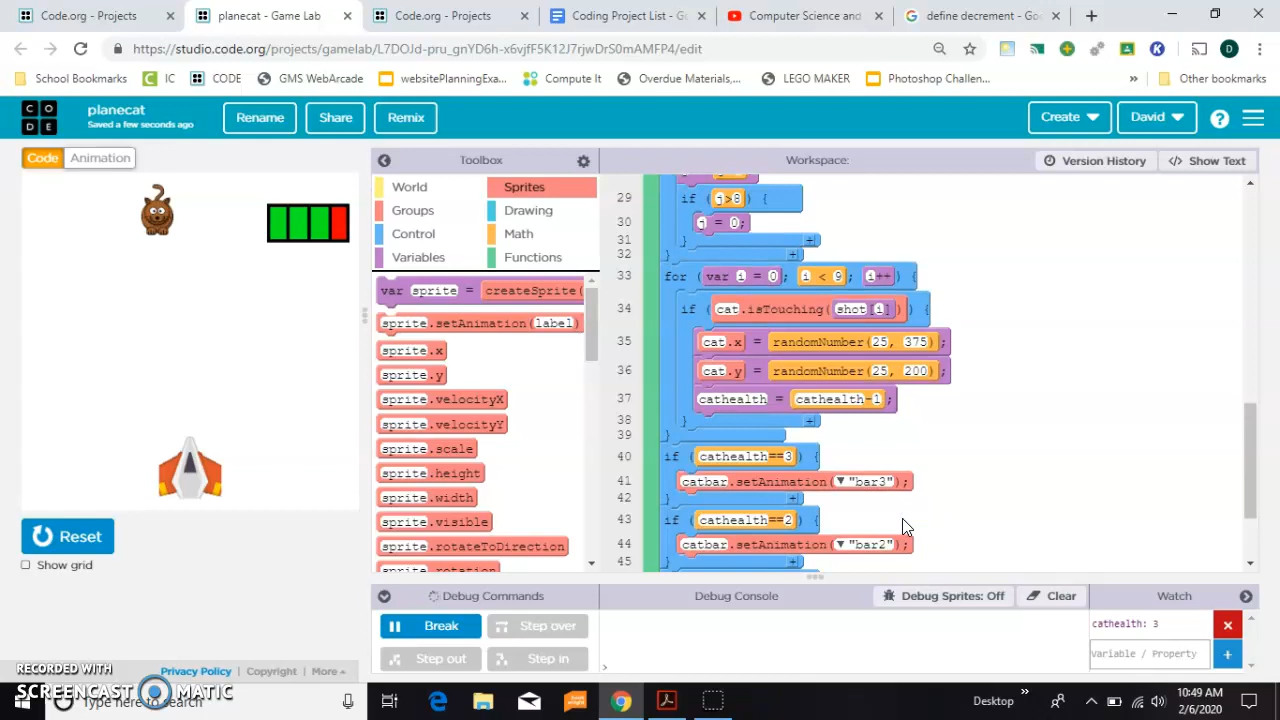 Code.org - Projects
planecat - Game Lab
Code.org - Projects
Coding Project List - G
Computer Science and
define decrement - Go
https://studio.code.org/projects/gamelab/L7DOJd-pru_gnYD6h-x6vjfF5K12J7rjwDrS0mAMFP4/edit
School Bookmarks
IC
CODE
GMS WebArcade
websitePlanningExa...
Compute It
Overdue Materials,...
LEGO MAKER
Photoshop Challen...
Other bookmarks
CODE
planecat
Saved a few seconds ago
Rename
Share
Remix
Create
David
Code
Animation
Toolbox
Workspace:
Version History
</> Show Text
World
Sprites
Groups
Drawing
Control
Math
Variables
Functions
var sprite = createSprite(
sprite.setAnimation(label)
sprite.x
sprite.y
sprite.velocityX
sprite.velocityY
sprite.scale
sprite.height
sprite.width
sprite.visible
sprite.rotateToDirection
sprite.rotation
29 if (j>8) {
30 j = 0;
31 }
32 }
33 for (var i = 0; i < 9; i++) {
34 if (cat.isTouching(shot[i])) {
35 cat.x = randomNumber(25, 375);
36 cat.y = randomNumber(25, 200);
37 cathealth = cathealth-1;
38 }
39 }
40 if (cathealth==3) {
41 catbar.setAnimation("bar3");
42 }
43 if (cathealth==2) {
44 catbar.setAnimation("bar2");
45 }
Reset
Show grid
Debug Commands
Debug Console
Debug Sprites: Off
Clear
Watch
Break
Step over
Step out
Step in
cathealth: 3
Variable / Property
>
RECORDED WITH
SCREENCAST MATIC
Privacy Policy | Copyright | More
Type here to search
Desktop
10:49 AM
2/6/2020